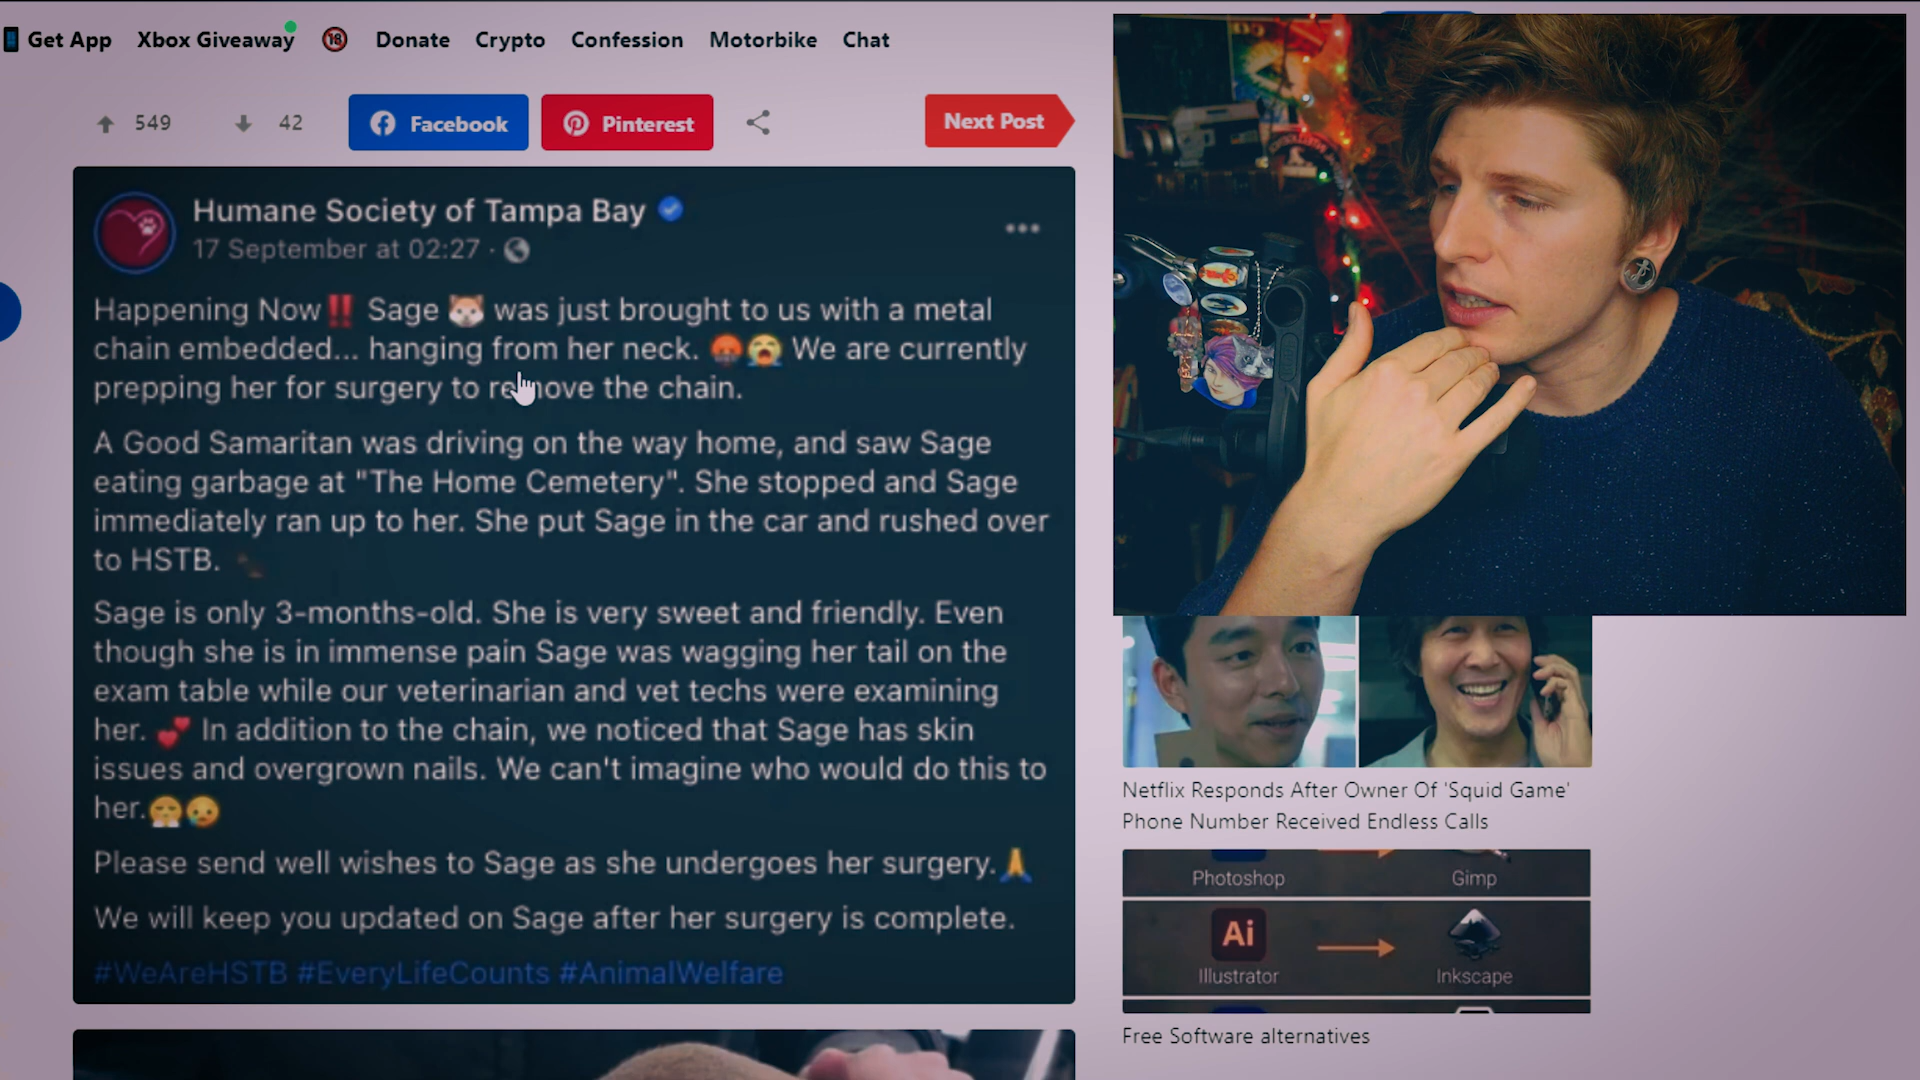 Get App Xbox Giveaway 18 Donate Crypto Confession Motorbike Chat
549 42 Facebook Pinterest Next Post
Humane Society of Tampa Bay
17 September at 02:27 ·
Happening Now‼️ Sage 🐶 was just brought to us with a metal
chain embedded... hanging from her neck. 🤬😭 We are currently
prepping her for surgery to remove the chain.
A Good Samaritan was driving on the way home, and saw Sage
eating garbage at "The Home Cemetery". She stopped and Sage
immediately ran up to her. She put Sage in the car and rushed over
to HSTB.
Sage is only 3-months-old. She is very sweet and friendly. Even
though she is in immense pain Sage was wagging her tail on the
exam table while our veterinarian and vet techs were examining
her. 💕 In addition to the chain, we noticed that Sage has skin
issues and overgrown nails. We can't imagine who would do this to
her.😤😥
Please send well wishes to Sage as she undergoes her surgery.🙏
We will keep you updated on Sage after her surgery is complete.
#WeAreHSTB #EveryLifeCounts #AnimalWelfare
Netflix Responds After Owner Of 'Squid Game'
Phone Number Received Endless Calls
Photoshop Gimp
Ai
Illustrator Inkscape
Free Software alternatives